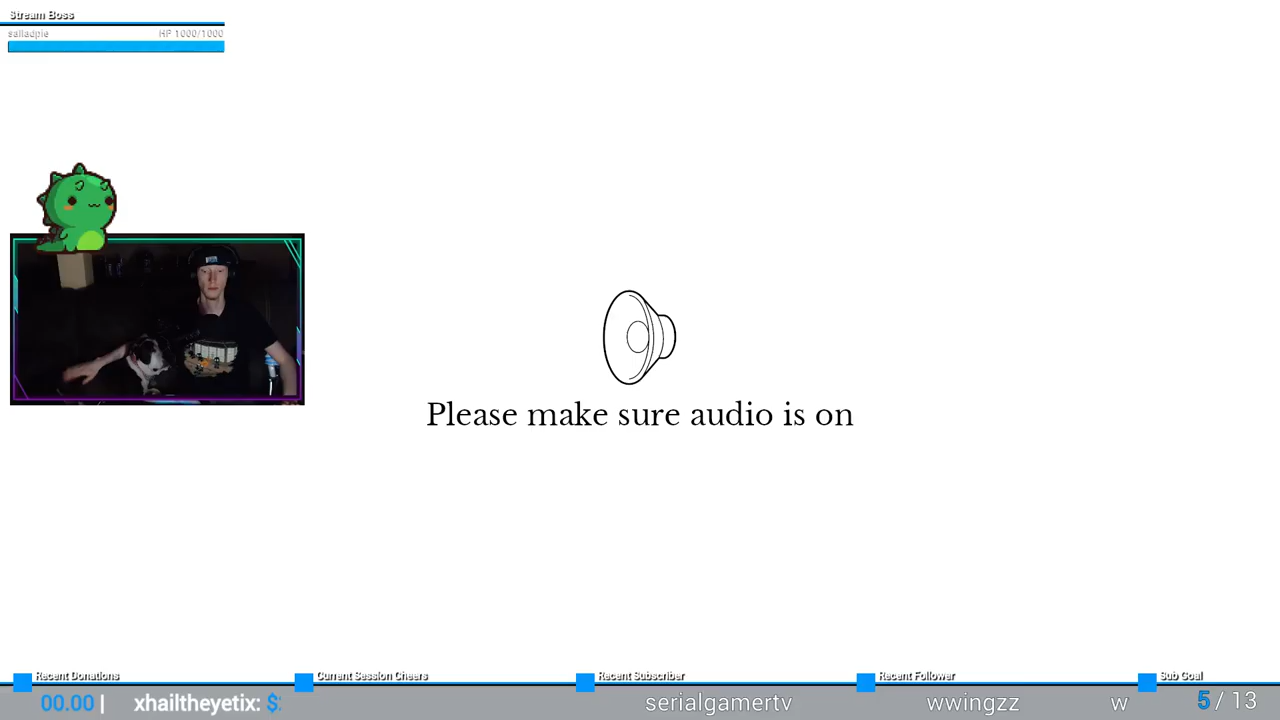 Stream Boss
salladpie HP 1000/1000
Please make sure audio is on
Recent Donations Current Session Cheers Recent Subscriber Recent Follower Sub Goal
00.00 | xhailtheyetix: $ serialgamertv wwingzz w 5 / 13